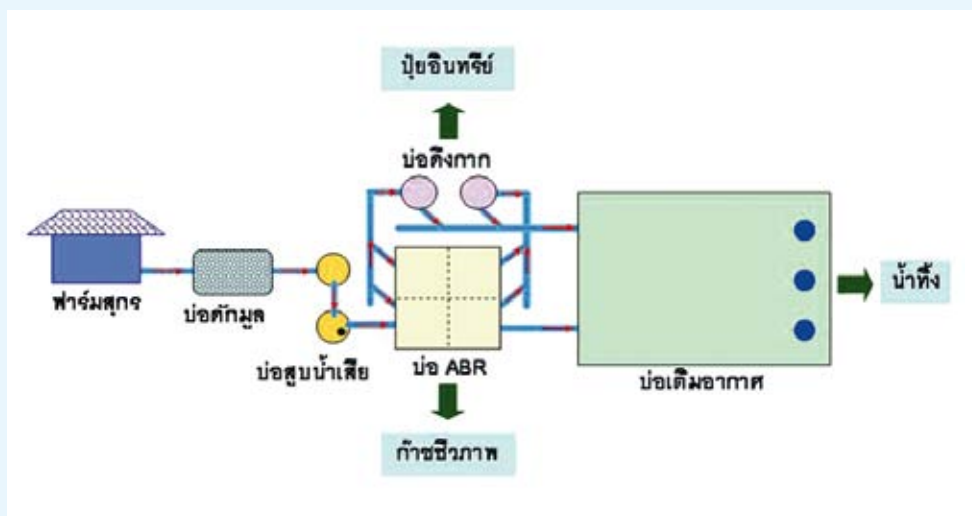 ปุ๋ยอินทรีย์
บ่อดึงกาก
ฟาร์มสุกร
บ่อดักมูล
บ่อสูบน้ำเสีย
บ่อ ABR
บ่อเติมอากาศ
น้ำทิ้ง
ก๊าซชีวภาพ